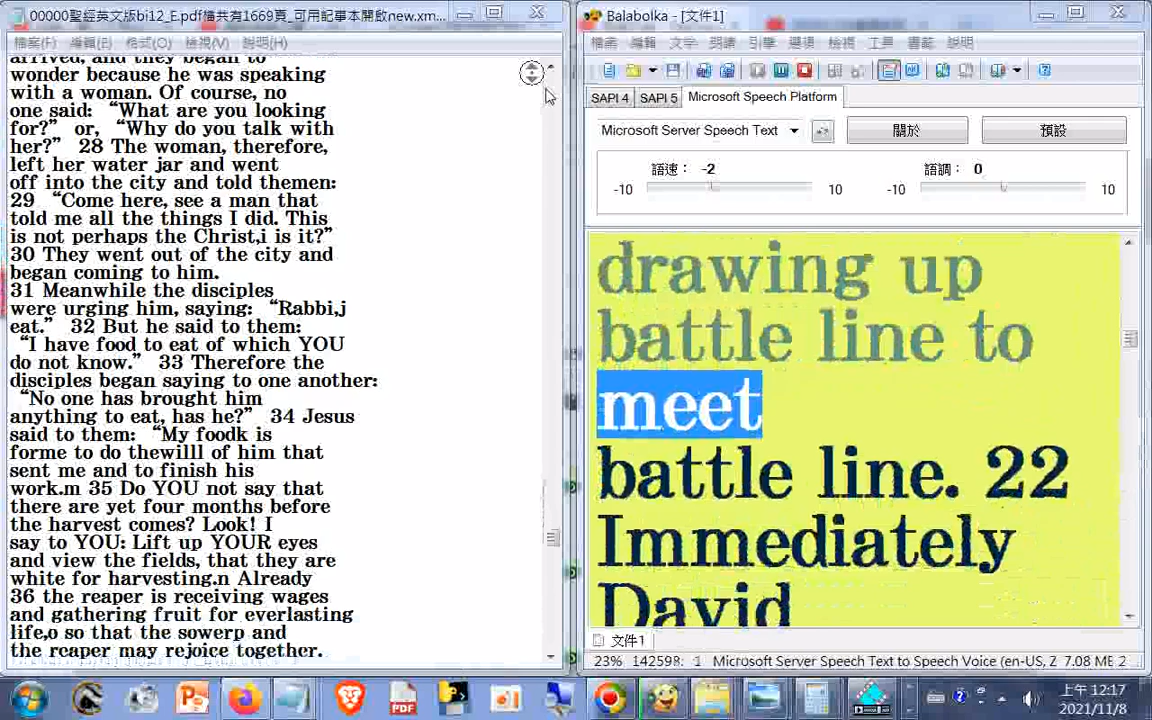 00000聖經英文版bi12_E.pdf檔共有1669頁_可用記事本開啟new.xm...
檔案(F) 編輯(E) 格式(O) 檢視(V) 說明(H)
arrived, and they began to
wonder because he was speaking
with a woman. Of course, no
one said: “What are you looking
for?” or, “Why do you talk with
her?” 28 The woman, therefore,
left her water jar and went
off into the city and told themen:
29 “Come here, see a man that
told me all the things I did. This
is not perhaps the Christ,i is it?”
30 They went out of the city and
began coming to him.
31 Meanwhile the disciples
were urging him, saying: “Rabbi,j
eat.” 32 But he said to them:
“I have food to eat of which YOU
do not know.” 33 Therefore the
disciples began saying to one another:
“No one has brought him
anything to eat, has he?” 34 Jesus
said to them: “My foodk is
forme to do thewilll of him that
sent me and to finish his
work.m 35 Do YOU not say that
there are yet four months before
the harvest comes? Look! I
say to YOU: Lift up YOUR eyes
and view the fields, that they are
white for harvesting.n Already
36 the reaper is receiving wages
and gathering fruit for everlasting
life,o so that the sowerp and
the reaper may rejoice together.
Balabolka - [文件1]
檔案 編輯 文字 朗讀 引擎 選項 檢視 工具 書籤 說明
SAPI 4 SAPI 5 Microsoft Speech Platform
Microsoft Server Speech Text 關於 預設
語速： -2 語調： 0
-10 10 -10 10
drawing up
battle line to
meet
battle line. 22
Immediately
David
文件1
23% 142598: 1 Microsoft Server Speech Text to Speech Voice (en-US, Z 7.08 MB 2
PDF
上午 12:17
2021/11/8